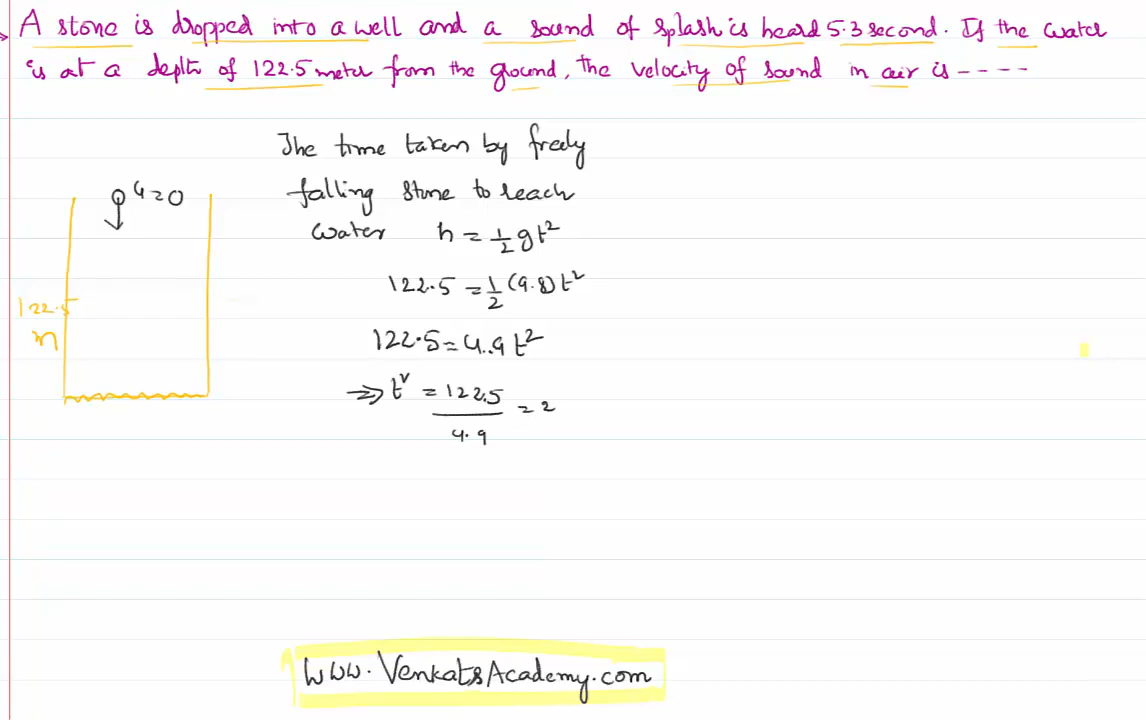 A stone is dropped into a well and a sound of splash is heard 5.3 second. If the water
is at a depth of 122.5 meter from the ground, the velocity of sound in air is ----
The time taken by freely
falling stone to reach
water h = 1/2 gt²
u=0
122.5 = 1/2 (9.8) t²
122.5
m
122.5 = 4.9 t²
⇒ t² = 122.5/4.9 = 2
www.VenkatsAcademy.com